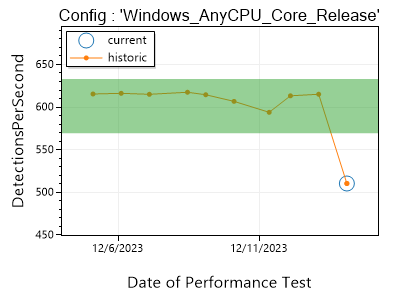 Config : 'Windows_AnyCPU_Core_Release'
current
historic
DetectionsPerSecond
650
600
550
500
450
12/6/2023
12/11/2023
Date of Performance Test